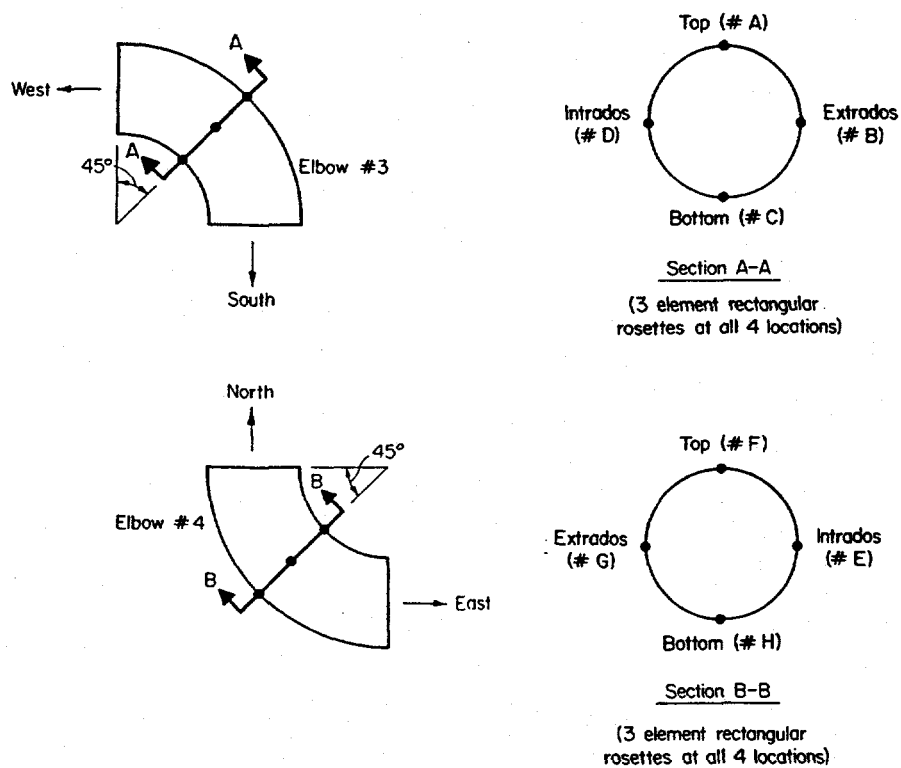 A
West
A
45°
Elbow #3
South
Top (# A)
Intrados
(# D)
Extrados
(# B)
Bottom (# C)
Section A-A
(3 element rectangular
rosettes at all 4 locations)
North
45°
B
Elbow #4
B
East
Top (# F)
Extrados
(# G)
Intrados
(# E)
Bottom (# H)
Section B-B
(3 element rectangular
rosettes at all 4 locations)